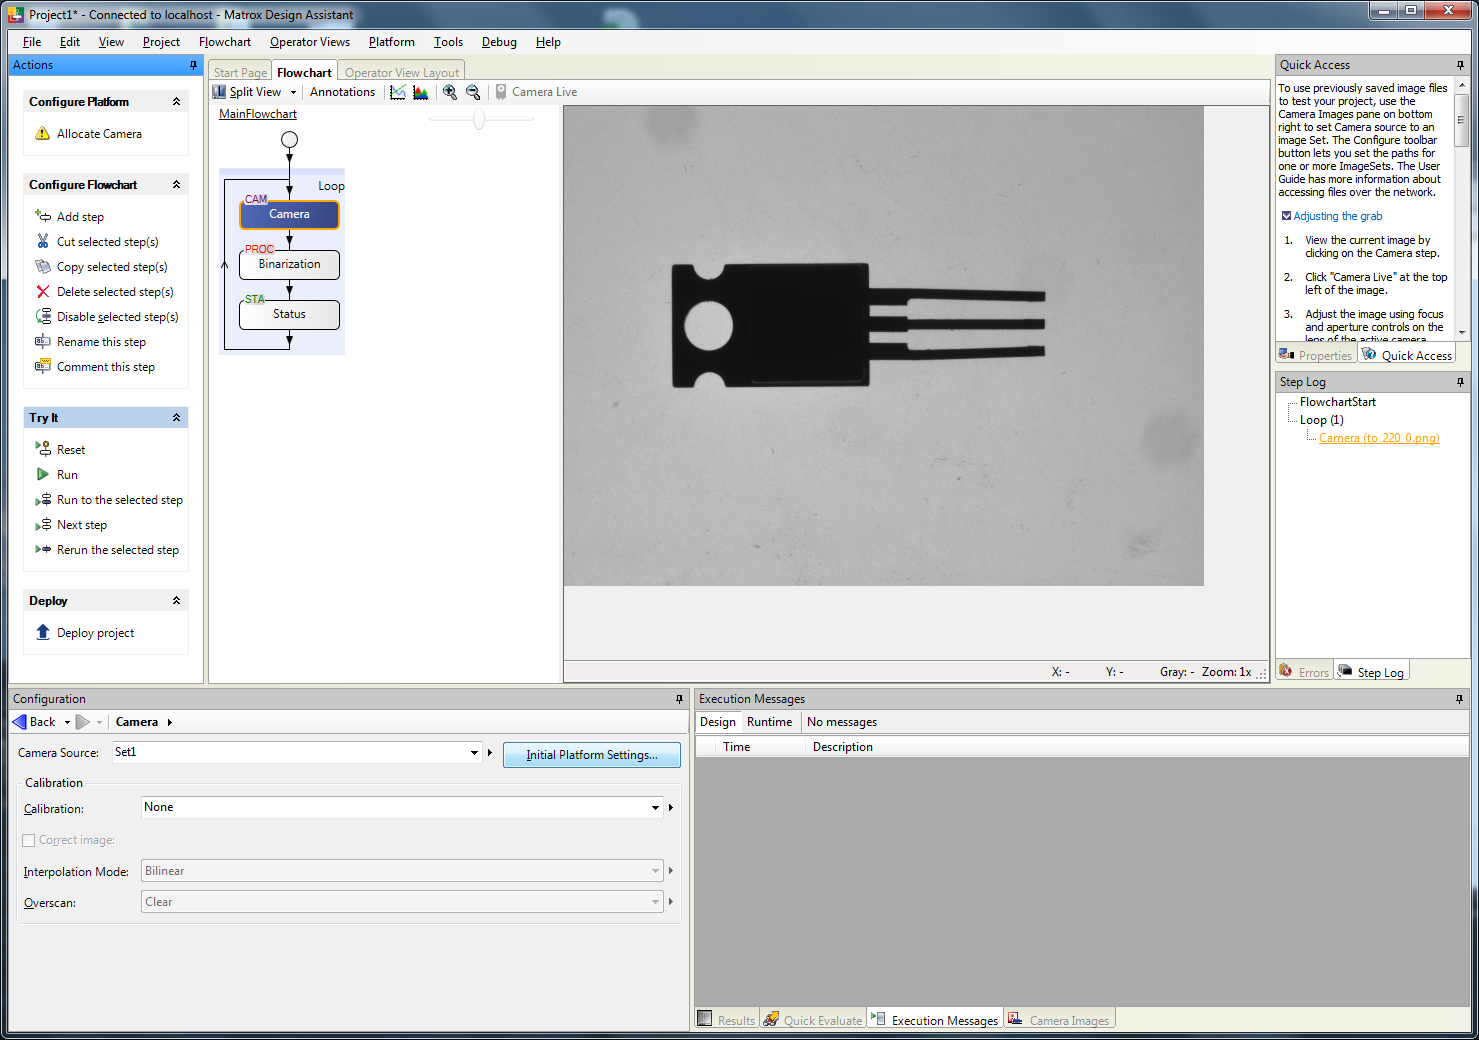 Project1* - Connected to localhost - Matrox Design Assistant
File Edit View Project Flowchart Operator Views Platform Tools Debug Help
Actions
Configure Platform
Allocate Camera
Configure Flowchart
Add step
Cut selected step(s)
Copy selected step(s)
Delete selected step(s)
Disable selected step(s)
Rename this step
Comment this step
Try It
Reset
Run
Run to the selected step
Next step
Rerun the selected step
Deploy
Deploy project
Start Page Flowchart Operator View Layout
Split View Annotations Camera Live
MainFlowchart
Loop
CAM
Camera
PROC
Binarization
STA
Status
X: - Y: - Gray: - Zoom: 1x
Quick Access
To use previously saved image files
to test your project, use the
Camera Images pane on bottom
right to set Camera source to an
image Set. The Configure toolbar
button lets you set the paths for
one or more ImageSets. The User
Guide has more information about
accessing files over the network.
Adjusting the grab
1. View the current image by
clicking on the Camera step.
2. Click "Camera Live" at the top
left of the image.
3. Adjust the image using focus
and aperture controls on the
lens of the active camera
Properties Quick Access
Step Log
FlowchartStart
Loop (1)
Camera (to_220_0.png)
Errors Step Log
Configuration
Back Camera
Camera Source: Set1 Initial Platform Settings...
Calibration
Calibration: None
Correct image:
Interpolation Mode: Bilinear
Overscan: Clear
Execution Messages
Design Runtime No messages
Time Description
Results Quick Evaluate Execution Messages Camera Images